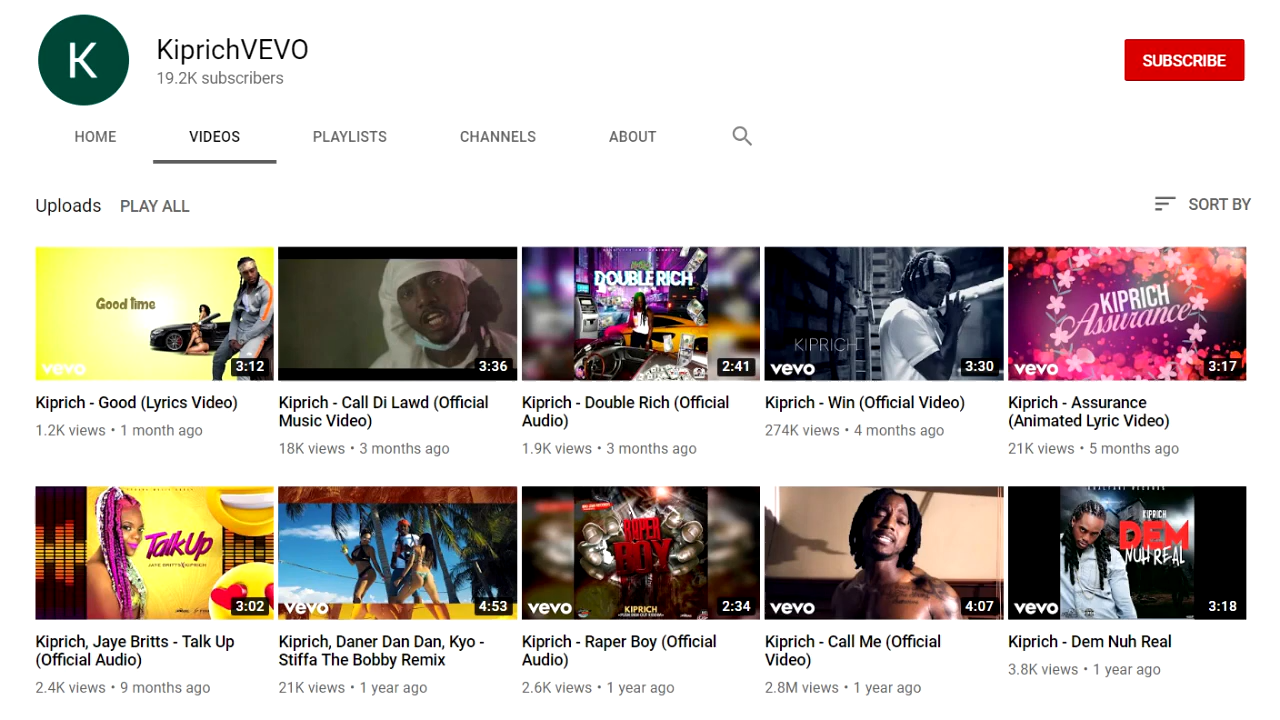 K
KiprichVEVO
19.2K subscribers
SUBSCRIBE
HOME VIDEOS PLAYLISTS CHANNELS ABOUT
Uploads PLAY ALL
SORT BY
Good Time
vevo 3:12
3:36
DOUBLE RICH
2:41
KIPRICH
vevo 3:30
KIPRICH
Assurance
vevo 3:17
Kiprich - Good (Lyrics Video)
1.2K views • 1 month ago
Kiprich - Call Di Lawd (Official
Music Video)
18K views • 3 months ago
Kiprich - Double Rich (Official
Audio)
1.9K views • 3 months ago
Kiprich - Win (Official Video)
274K views • 4 months ago
Kiprich - Assurance
(Animated Lyric Video)
21K views • 5 months ago
Talk Up
JAYE BRITTS KIPRICH
3:02
vevo 4:53
RAPER
BOY
KIPRICH
vevo 2:34
vevo 4:07
KIPRICH
DEM
NUH REAL
vevo 3:18
Kiprich, Jaye Britts - Talk Up
(Official Audio)
2.4K views • 9 months ago
Kiprich, Daner Dan Dan, Kyo -
Stiffa The Bobby Remix
21K views • 1 year ago
Kiprich - Raper Boy (Official
Audio)
2.6K views • 1 year ago
Kiprich - Call Me (Official
Video)
2.8M views • 1 year ago
Kiprich - Dem Nuh Real
3.8K views • 1 year ago